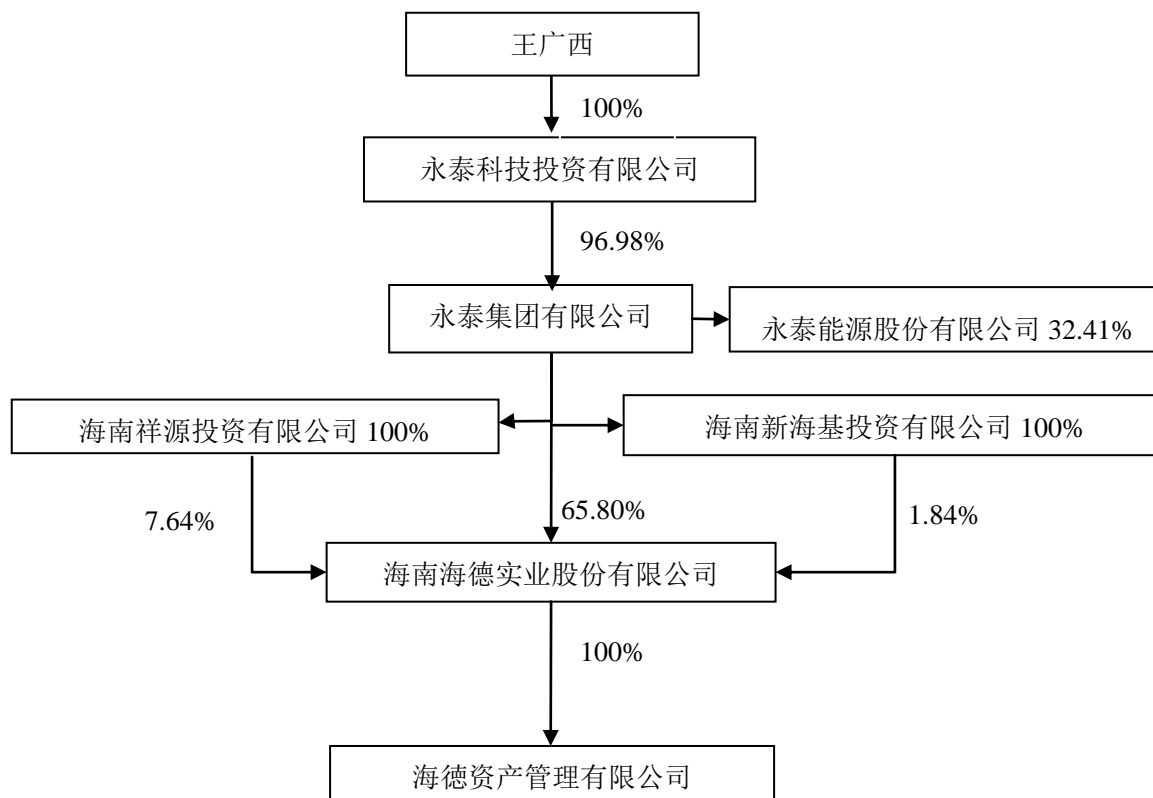 王广西
100%
永泰科技投资有限公司
96.98%
永泰集团有限公司
永泰能源股份有限公司 32.41%
海南祥源投资有限公司 100%
海南新海基投资有限公司 100%
7.64%
65.80%
1.84%
海南海德实业股份有限公司
100%
海徳资产管理有限公司